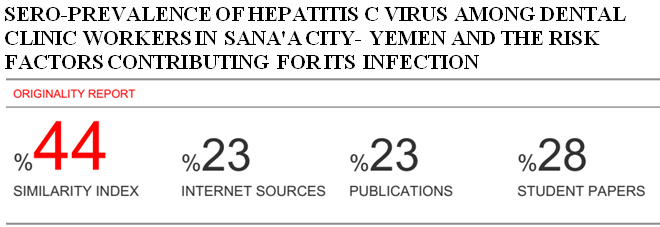 SERO-PREVALENCE OF HEPATITIS C VIRUS AMONG DENTAL
CLINIC WORKERS IN SANA'A CITY- YEMEN AND THE RISK
FACTORS CONTRIBUTING FOR ITS INFECTION
ORIGINALITY REPORT
%44 %23 %23 %28
SIMILARITY INDEX INTERNET SOURCES PUBLICATIONS STUDENT PAPERS